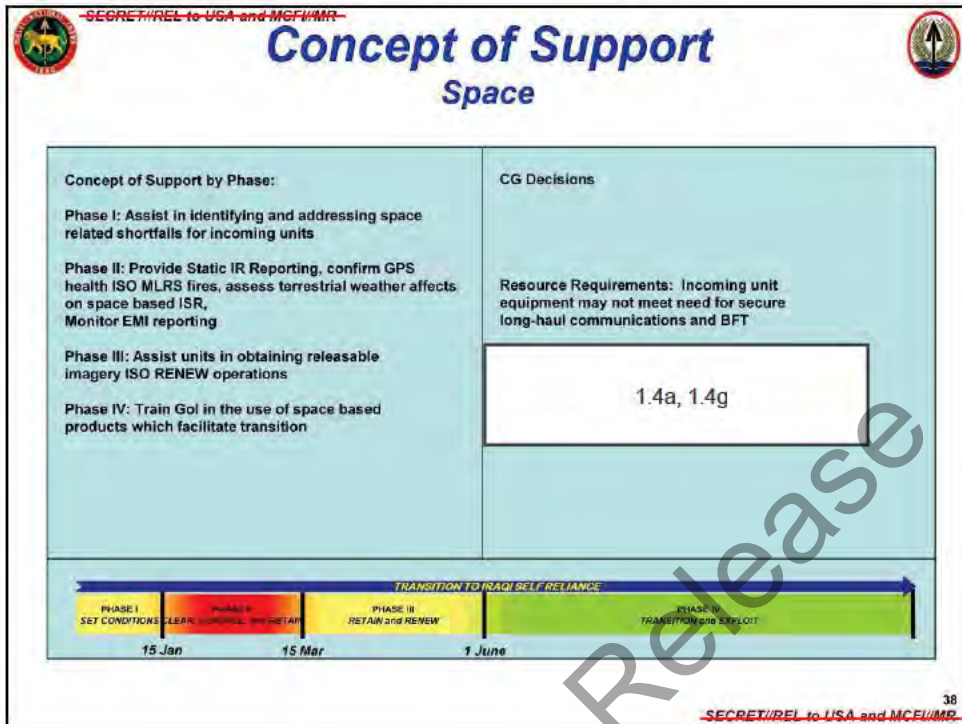 SECRET//REL to USA and MCFI//MR
Concept of Support
Space
Concept of Support by Phase:
Phase I: Assist in identifying and addressing space
related shortfalls for incoming units
Phase II: Provide Static IR Reporting, confirm GPS
health ISO MLRS fires, assess terrestrial weather affects
on space based ISR,
Monitor EMI reporting
Phase III: Assist units in obtaining releasable
imagery ISO RENEW operations
Phase IV: Train GoI in the use of space based
products which facilitate transition
CG Decisions
Resource Requirements: Incoming unit
equipment may not meet need for secure
long-haul communications and BFT
1.4a, 1.4g
TRANSITION TO IRAQI SELF RELIANCE
PHASE I
SET CONDITIONS
PHASE II
CLEAR, CONTROL, and RETAIN
PHASE III
RETAIN and RENEW
PHASE IV
TRANSITION and EXPLOIT
15 Jan
15 Mar
1 June
Release
38
SECRET//REL to USA and MCFI//MR